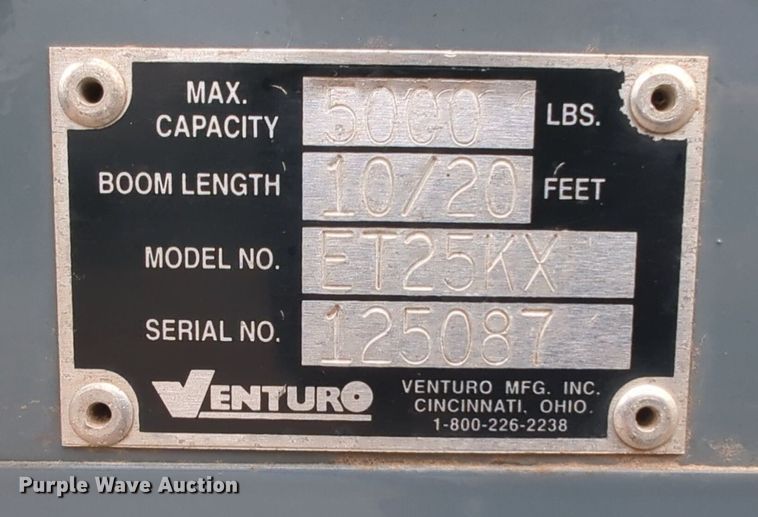 MAX. CAPACITY 5000 LBS.
BOOM LENGTH 10/20 FEET
MODEL NO. ET25KX
SERIAL NO. 125087
VENTURO
VENTURO MFG. INC.
CINCINNATI, OHIO.
1-800-226-2238
Purple Wave Auction